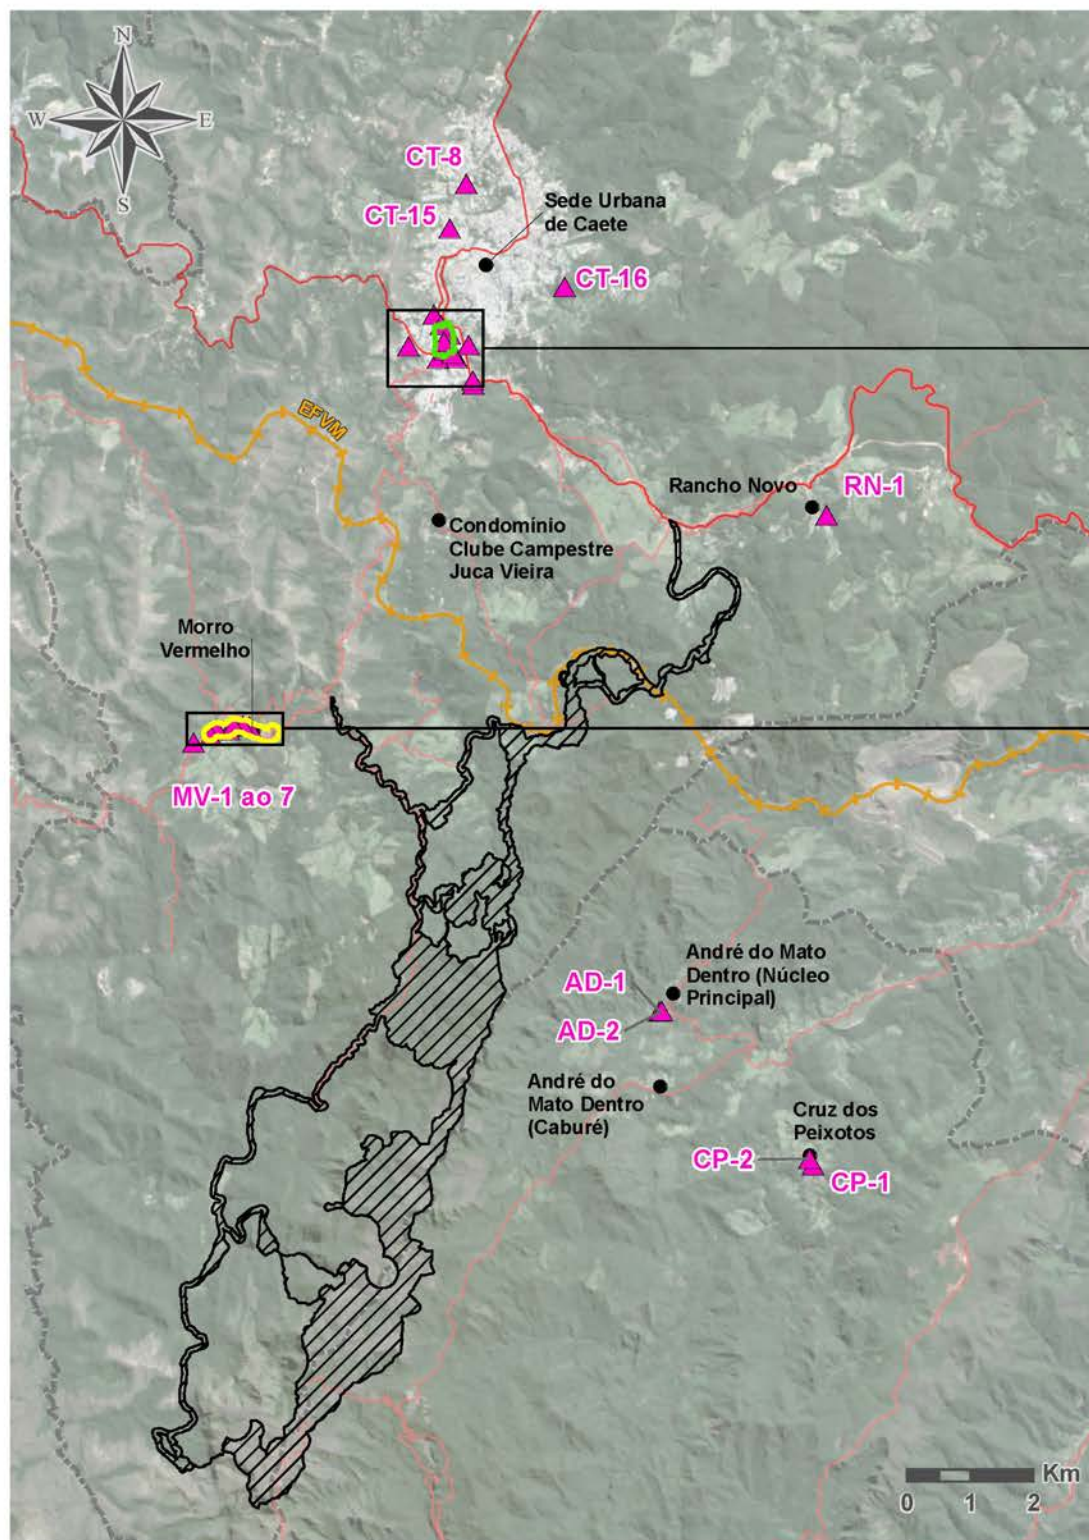 N
W
E
S
CT-8
CT-15
Sede Urbana
de Caete
CT-16
EFVM
Rancho Novo
RN-1
Condomínio
Clube Campestre
Juca Vieira
Morro
Vermelho
MV-1 ao 7
André do Mato
Dentro (Núcleo
Principal)
AD-1
AD-2
André do
Mato Dentro
(Caburé)
Cruz dos
Peixotos
CP-2
CP-1
Km
0 1 2